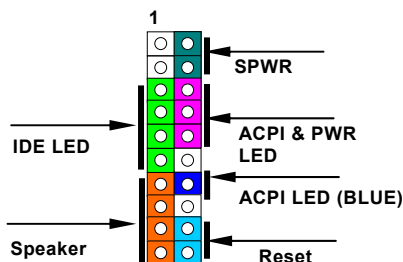 1
SPWR
IDE LED
ACPI & PWR
LED
ACPI LED (BLUE)
Speaker
Reset